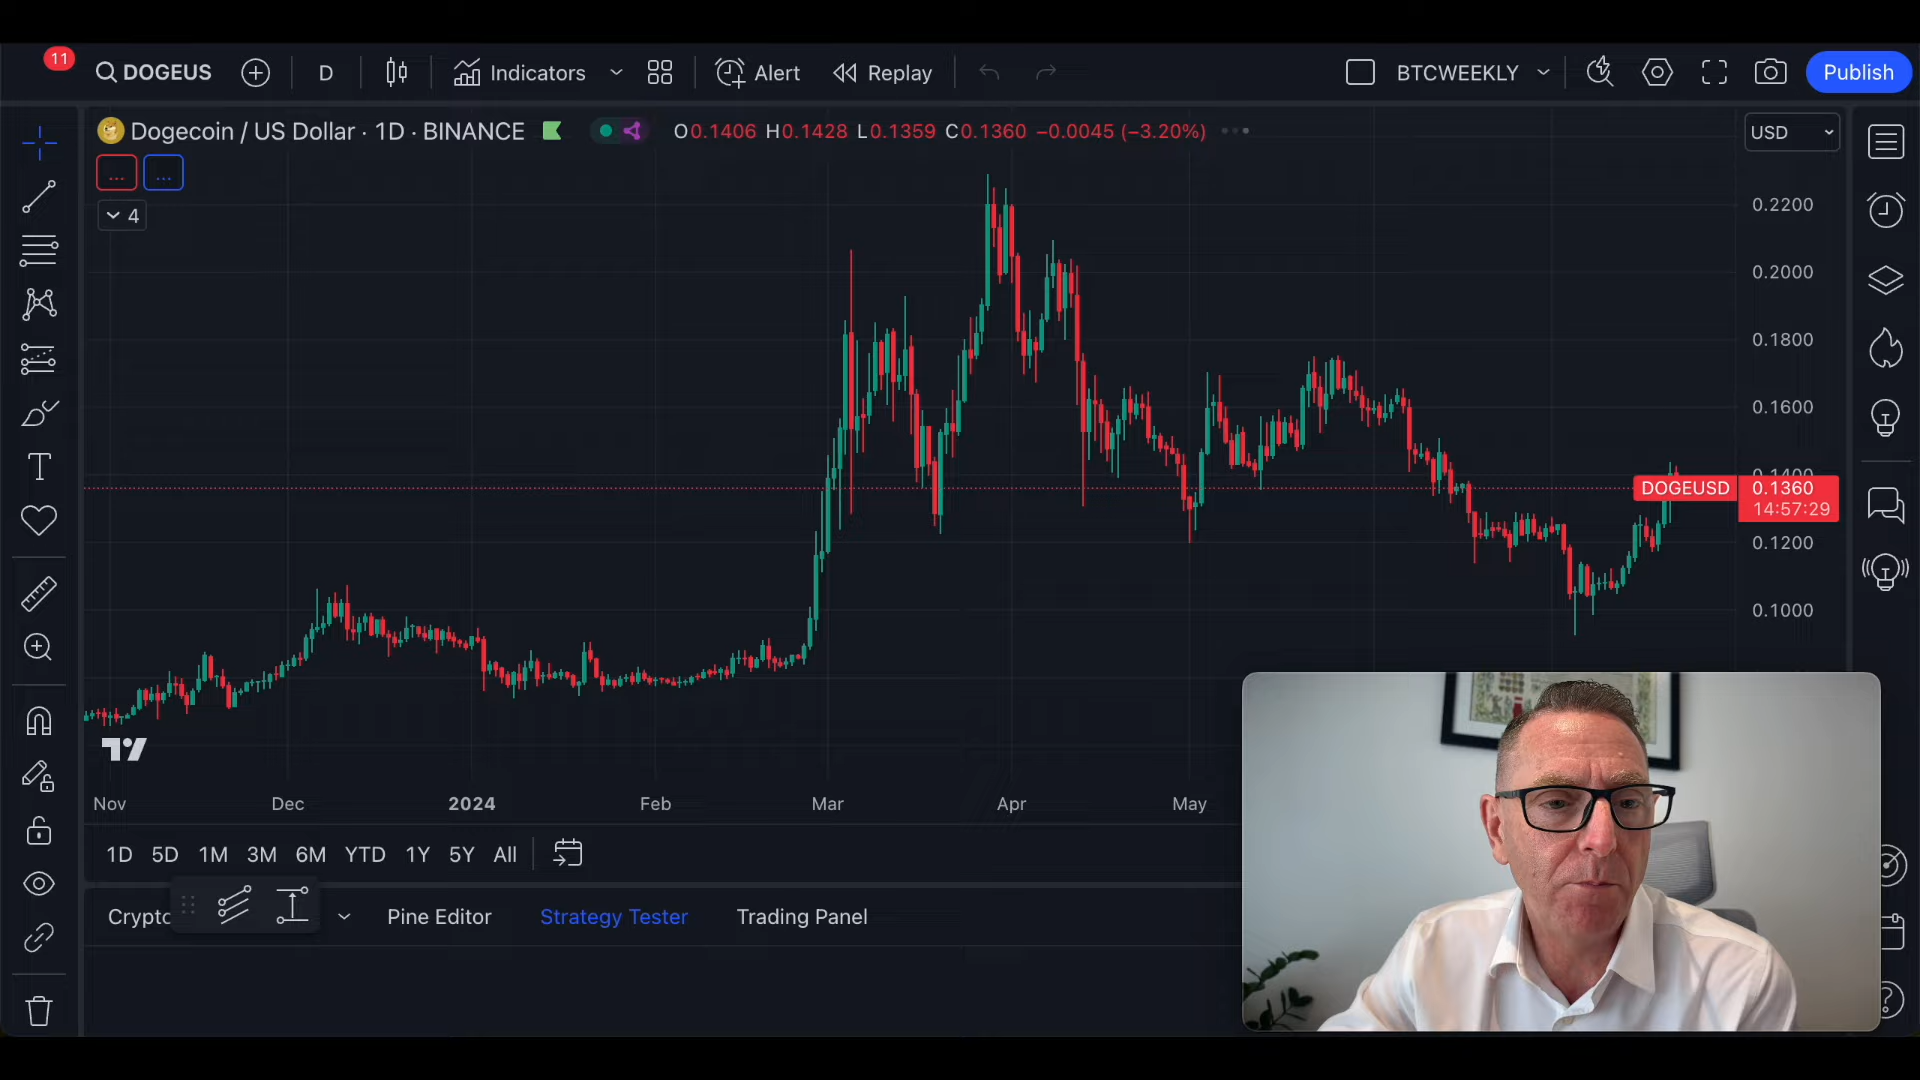 11
DOGEUS
D
Indicators
Alert
Replay
BTCWEEKLY
Publish
Dogecoin / US Dollar · 1D · BINANCE
O0.1406 H0.1428 L0.1359 C0.1360 −0.0045 (−3.20%)
USD
4
0.2200
0.2000
0.1800
0.1600
0.1400
DOGEUSD
0.1360
14:57:29
0.1200
0.1000
Nov
Dec
2024
Feb
Mar
Apr
May
1D 5D 1M 3M 6M YTD 1Y 5Y All
Crypto
Pine Editor
Strategy Tester
Trading Panel